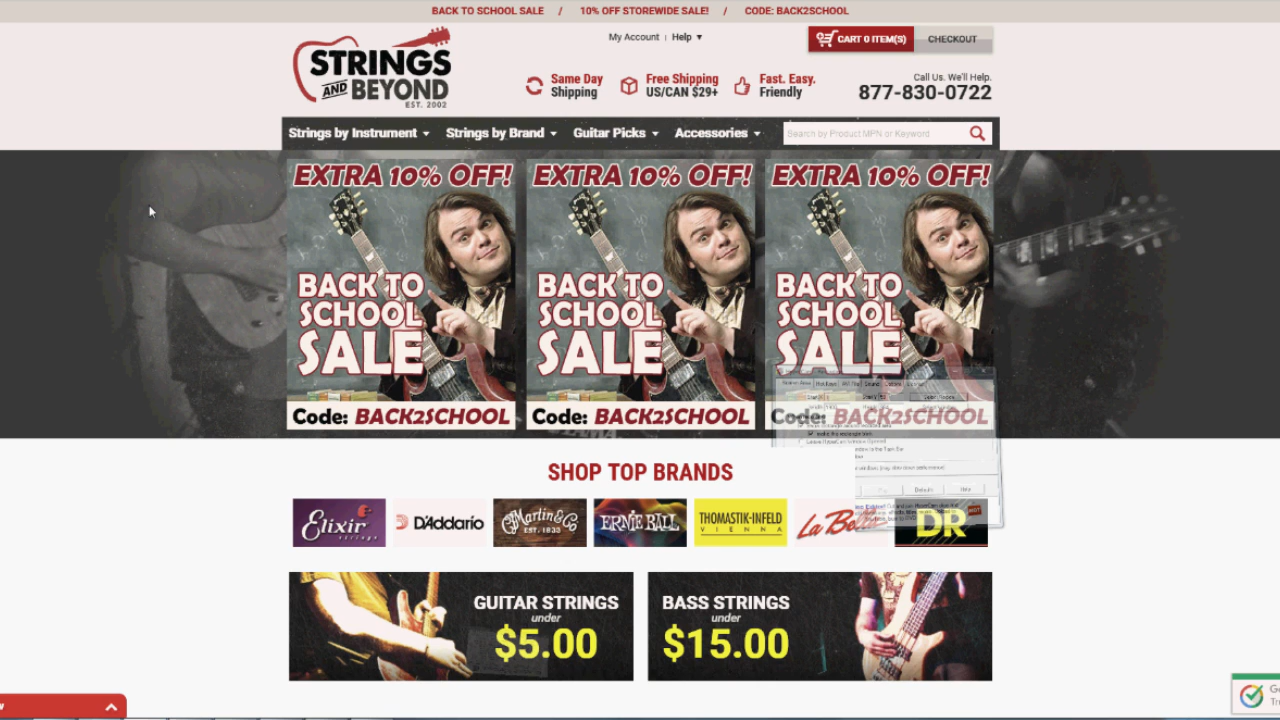 BACK TO SCHOOL SALE / 10% OFF STOREWIDE SALE! / CODE: BACK2SCHOOL
STRINGS
AND BEYOND
EST. 2002
My Account | Help ▼
CART 0 ITEM(S)
CHECKOUT
Same Day
Shipping
Free Shipping
US/CAN $29+
Fast. Easy.
Friendly
Call Us. We'll Help.
877-830-0722
Strings by Instrument
Strings by Brand
Guitar Picks
Accessories
Search by Product MPN or Keyword
EXTRA 10% OFF!
BACK TO
SCHOOL
SALE
Code: BACK2SCHOOL
EXTRA 10% OFF!
BACK TO
SCHOOL
SALE
Code: BACK2SCHOOL
EXTRA 10% OFF!
BACK TO
SCHOOL
SALE
Code: BACK2SCHOOL
SHOP TOP BRANDS
Elixir
strings
D'Addario
Martin & Co
EST. 1833
ERNIE BALL
THOMASTIK-INFELD
VIENNA
La Be
DR
GUITAR STRINGS
under
$5.00
BASS STRINGS
under
$15.00